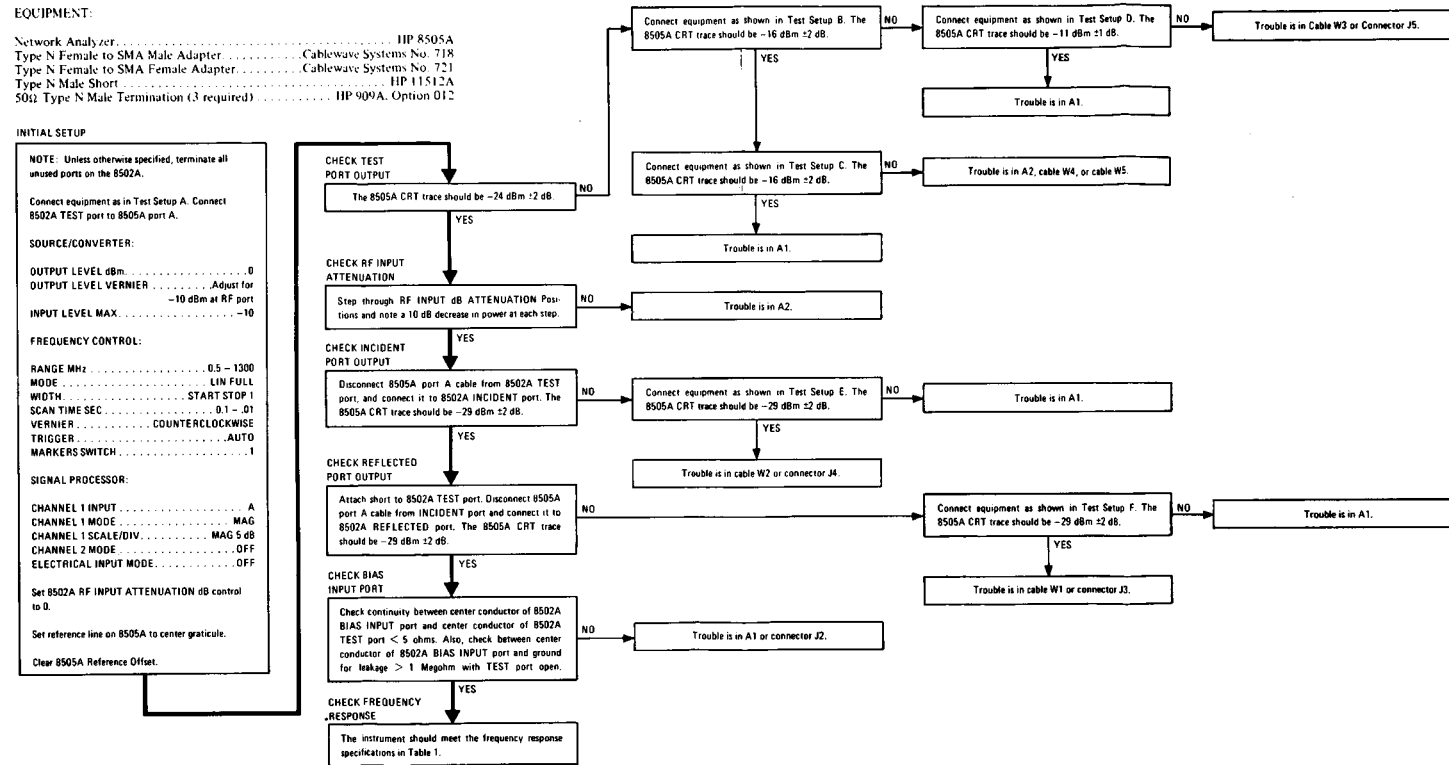 EQUIPMENT:
Network Analyzer . . . . . . . . . . HP 8505A
Type N Female to SMA Male Adapter . . . . . . . . . . Cablewave Systems No. 718
Type N Female to SMA Female Adapter . . . . . . . . . . Cablewave Systems No. 721
Type N Male Short . . . . . . . . . . HP 11512A
50Ω Type N Male Termination (3 required) . . . . . . . . . . HP 909A, Option 012
INITIAL SETUP
NOTE: Unless otherwise specified, terminate all
unused ports on the 8502A.
Connect equipment as in Test Setup A. Connect
8502A TEST port to 8505A port A.
SOURCE/CONVERTER:
OUTPUT LEVEL dBm. . . . . . . . . . 0
OUTPUT LEVEL VERNIER . . . . . . . . . . Adjust for
−10 dBm at RF port
INPUT LEVEL MAX. . . . . . . . . . −10
FREQUENCY CONTROL:
RANGE MHz . . . . . . . . . . 0.5 – 1300
MODE . . . . . . . . . . LIN FULL
WIDTH. . . . . . . . . . START STOP 1
SCAN TIME SEC . . . . . . . . . . 0.1 – .01
VERNIER . . . . . . . . . . COUNTERCLOCKWISE
TRIGGER . . . . . . . . . . AUTO
MARKERS SWITCH . . . . . . . . . . 1
SIGNAL PROCESSOR:
CHANNEL 1 INPUT . . . . . . . . . . A
CHANNEL 1 MODE . . . . . . . . . . MAG
CHANNEL 1 SCALE/DIV. . . . . . . . . . MAG 5 dB
CHANNEL 2 MODE . . . . . . . . . . OFF
ELECTRICAL INPUT MODE. . . . . . . . . . OFF
Set 8502A RF INPUT ATTENUATION dB control
to 0.
Set reference line on 8505A to center graticule.
Clear 8505A Reference Offset.
CHECK TEST
PORT OUTPUT
The 8505A CRT trace should be −24 dBm ±2 dB.
NO
YES
Connect equipment as shown in Test Setup B. The
8505A CRT trace should be −16 dBm ±2 dB.
NO
YES
Connect equipment as shown in Test Setup D. The
8505A CRT trace should be −11 dBm ±1 dB.
NO
YES
Trouble is in Cable W3 or Connector J5.
Trouble is in A1.
Connect equipment as shown in Test Setup C. The
8505A CRT trace should be −16 dBm ±2 dB.
NO
YES
Trouble is in A2, cable W4, or cable W5.
Trouble is in A1.
CHECK RF INPUT
ATTENUATION
Step through RF INPUT dB ATTENUATION Posi-
tions and note a 10 dB decrease in power at each step.
NO
YES
Trouble is in A2.
CHECK INCIDENT
PORT OUTPUT
Disconnect 8505A port A cable from 8502A TEST
port, and connect it to 8502A INCIDENT port. The
8505A CRT trace should be −29 dBm ±2 dB.
NO
YES
Connect equipment as shown in Test Setup E. The
8505A CRT trace should be −29 dBm ±2 dB.
NO
YES
Trouble is in A1.
Trouble is in cable W2 or connector J4.
CHECK REFLECTED
PORT OUTPUT
Attach short to 8502A TEST port. Disconnect 8505A
port A cable from INCIDENT port and connect it to
8502A REFLECTED port. The 8505A CRT trace
should be −29 dBm ±2 dB.
NO
YES
Connect equipment as shown in Test Setup F. The
8505A CRT trace should be −29 dBm ±2 dB.
NO
YES
Trouble is in A1.
Trouble is in cable W1 or connector J3.
CHECK BIAS
INPUT PORT
Check continuity between center conductor of 8502A
BIAS INPUT port and center conductor of 8502A
TEST port < 5 ohms. Also, check between center
conductor of 8502A BIAS INPUT port and ground
for leakage > 1 Megohm with TEST port open.
NO
YES
Trouble is in A1 or connector J2.
CHECK FREQUENCY
RESPONSE
The instrument should meet the frequency response
specifications in Table 1.